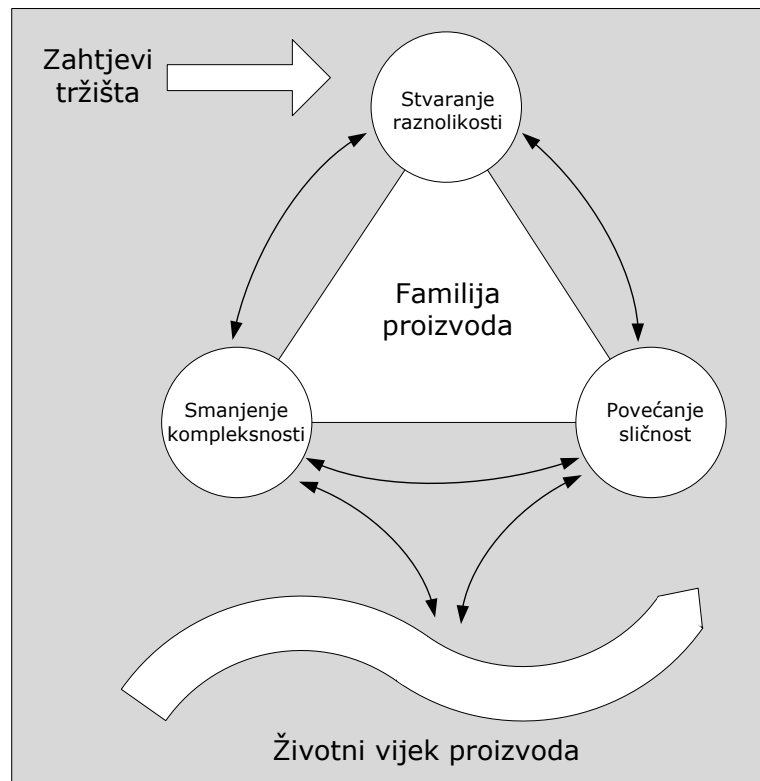 Zahtjevi
tržišta
Stvaranje
raznolikosti
Familija
proizvoda
Smanjenje
kompleksnosti
Povećanje
sličnost
Životni vijek proizvoda